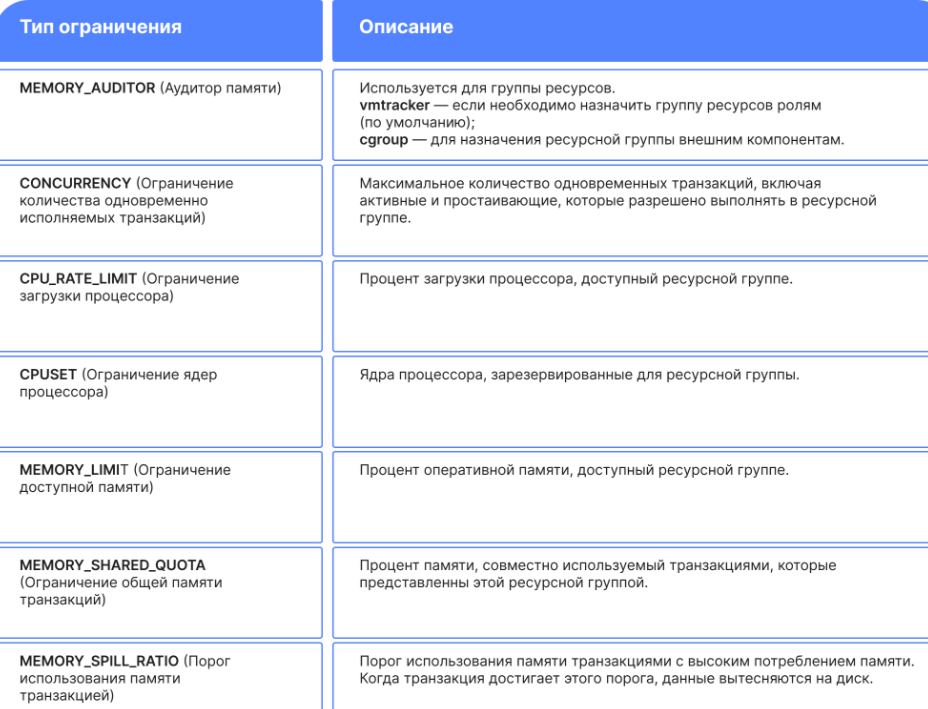 Тип ограничения
Описание
MEMORY_AUDITOR (Аудитор памяти)
Используется для группы ресурсов.
vmtracker — если необходимо назначить группу ресурсов ролям
(по умолчанию);
cgroup — для назначения ресурсной группы внешним компонентам.
CONCURRENCY (Ограничение
количества одновременно
исполняемых транзакций)
Максимальное количество одновременных транзакций, включая
активные и простаивающие, которые разрешено выполнять в ресурсной
группе.
CPU_RATE_LIMIT (Ограничение
загрузки процессора)
Процент загрузки процессора, доступный ресурсной группе.
CPUSET (Ограничение ядер
процессора)
Ядра процессора, зарезервированные для ресурсной группы.
MEMORY_LIMIT (Ограничение
доступной памяти)
Процент оперативной памяти, доступный ресурсной группе.
MEMORY_SHARED_QUOTA
(Ограничение общей памяти
транзакций)
Процент памяти, совместно используемый транзакциями, которые
представленны этой ресурсной группой.
MEMORY_SPILL_RATIO (Порог
использования памяти
транзакцией)
Порог использования памяти транзакциями с высоким потреблением памяти.
Когда транзакция достигает этого порога, данные вытесняются на диск.